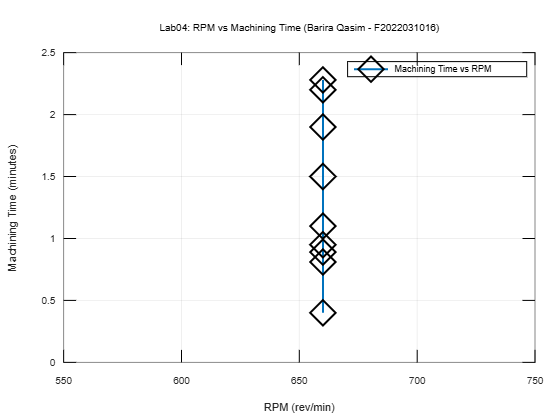 Lab04: RPM vs Machining Time (Barira Qasim - F2022031016)
Machining Time vs RPM
2.5
2
1.5
1
0.5
0
Machining Time (minutes)
550
600
650
700
750
RPM (rev/min)